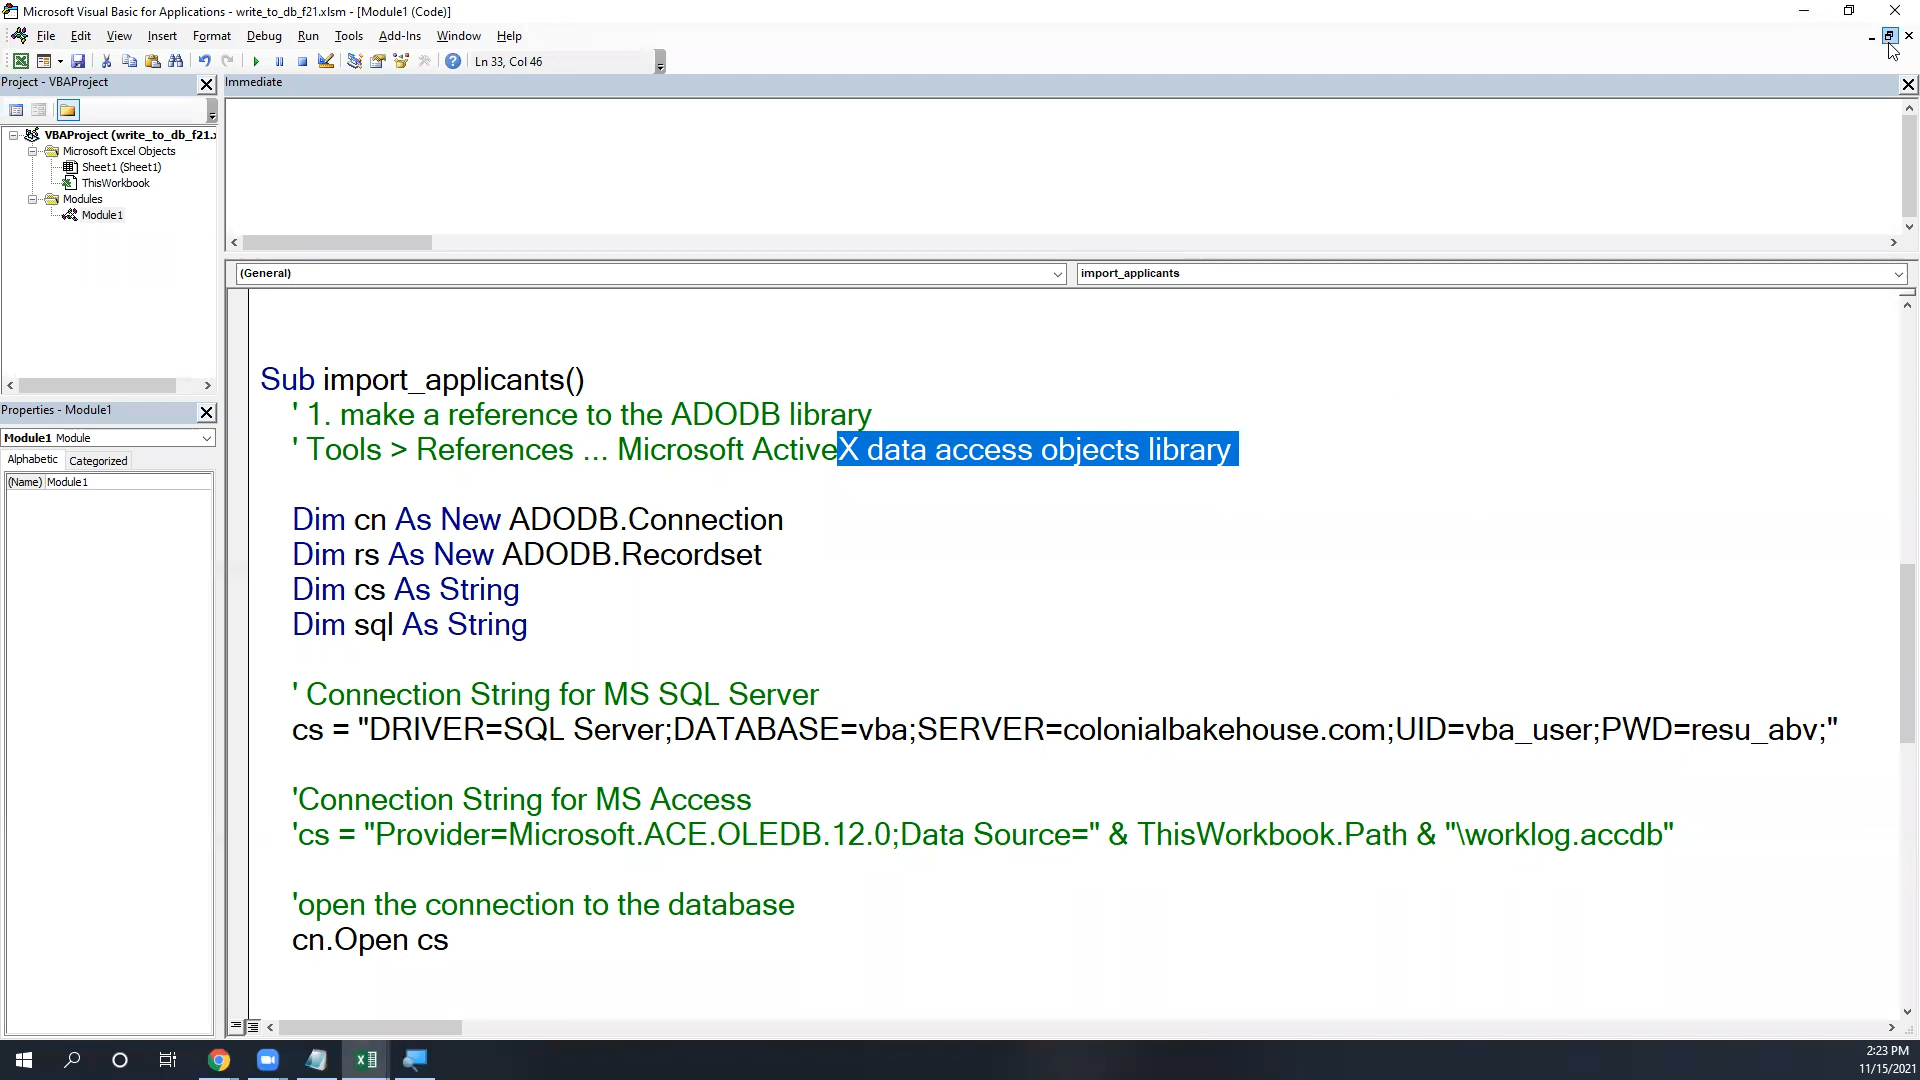 Microsoft Visual Basic for Applications - write_to_db_f21.xlsm - [Module1 (Code)]
File Edit View Insert Format Debug Run Tools Add-Ins Window Help
Ln 33, Col 46
Project - VBAProject
Immediate
VBAProject (write_to_db_f21.x
Microsoft Excel Objects
Sheet1 (Sheet1)
ThisWorkbook
Modules
Module1
(General)
import_applicants
Properties - Module1
Module1 Module
Alphabetic Categorized
(Name) Module1
Sub import_applicants()
' 1. make a reference to the ADODB library
' Tools > References ... Microsoft ActiveX data access objects library
Dim cn As New ADODB.Connection
Dim rs As New ADODB.Recordset
Dim cs As String
Dim sql As String
' Connection String for MS SQL Server
cs = "DRIVER=SQL Server;DATABASE=vba;SERVER=colonialbakehouse.com;UID=vba_user;PWD=resu_abv;"
'Connection String for MS Access
'cs = "Provider=Microsoft.ACE.OLEDB.12.0;Data Source=" & ThisWorkbook.Path & "\worklog.accdb"
'open the connection to the database
cn.Open cs
2:23 PM
11/15/2021